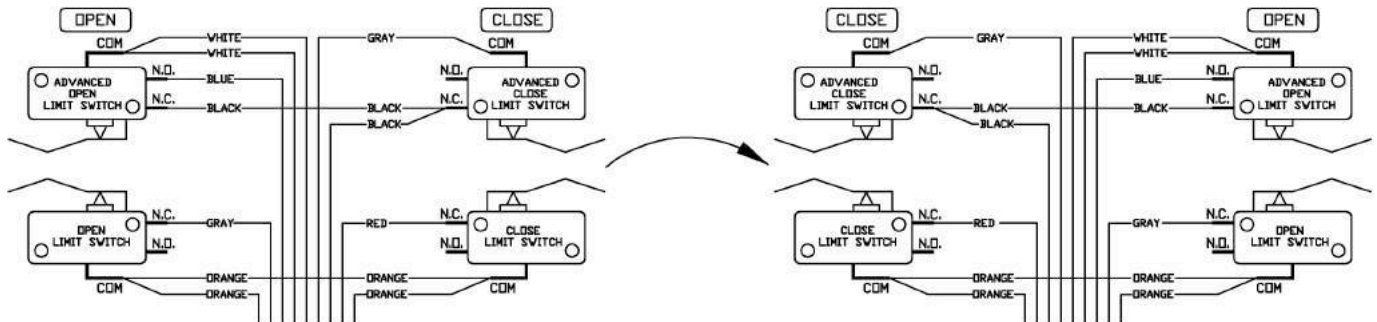 OPEN CLOSE CLOSE OPEN
WHITE GRAY GRAY WHITE
COM COM COM COM
WHITE WHITE
N.O. N.O. N.O. N.O.
ADVANCED OPEN LIMIT SWITCH
BLUE
ADVANCED CLOSE LIMIT SWITCH
ADVANCED CLOSE LIMIT SWITCH
BLUE
ADVANCED OPEN LIMIT SWITCH
N.C. BLACK BLACK N.C. N.C. BLACK BLACK N.C.
BLACK BLACK
N.C. GRAY RED N.C. N.C. RED GRAY N.C.
OPEN LIMIT SWITCH
N.O. N.O.
CLOSE LIMIT SWITCH
CLOSE LIMIT SWITCH
N.O. N.O.
OPEN LIMIT SWITCH
ORANGE ORANGE ORANGE ORANGE
COM ORANGE ORANGE COM COM ORANGE ORANGE COM